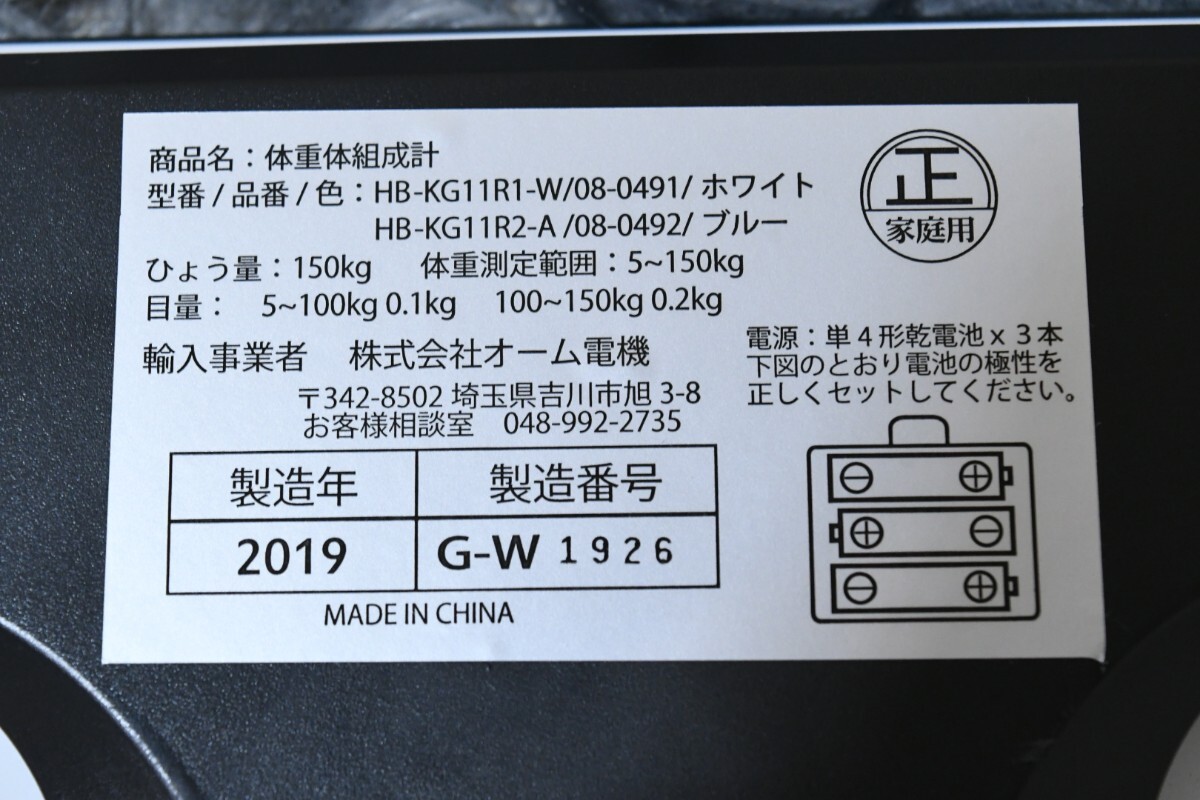 商品名：体重体組成計
型番/品番/色：HB-KG11R1-W/08-0491/ ホワイト
HB-KG11R2-A /08-0492/ ブルー
正
家庭用
ひょう量：150kg 体重測定範囲：5~150kg
目量： 5~100kg 0.1kg 100~150kg 0.2kg
輸入事業者 株式会社オーム電機
〒342-8502 埼玉県吉川市旭 3-8
お客様相談室 048-992-2735
電源：単４形乾電池ｘ３本
下図のとおり電池の極性を
正しくセットしてください。
製造年 製造番号
2019 G-W 1926
MADE IN CHINA
⊖ ⊕
⊕ ⊖
⊖ ⊕